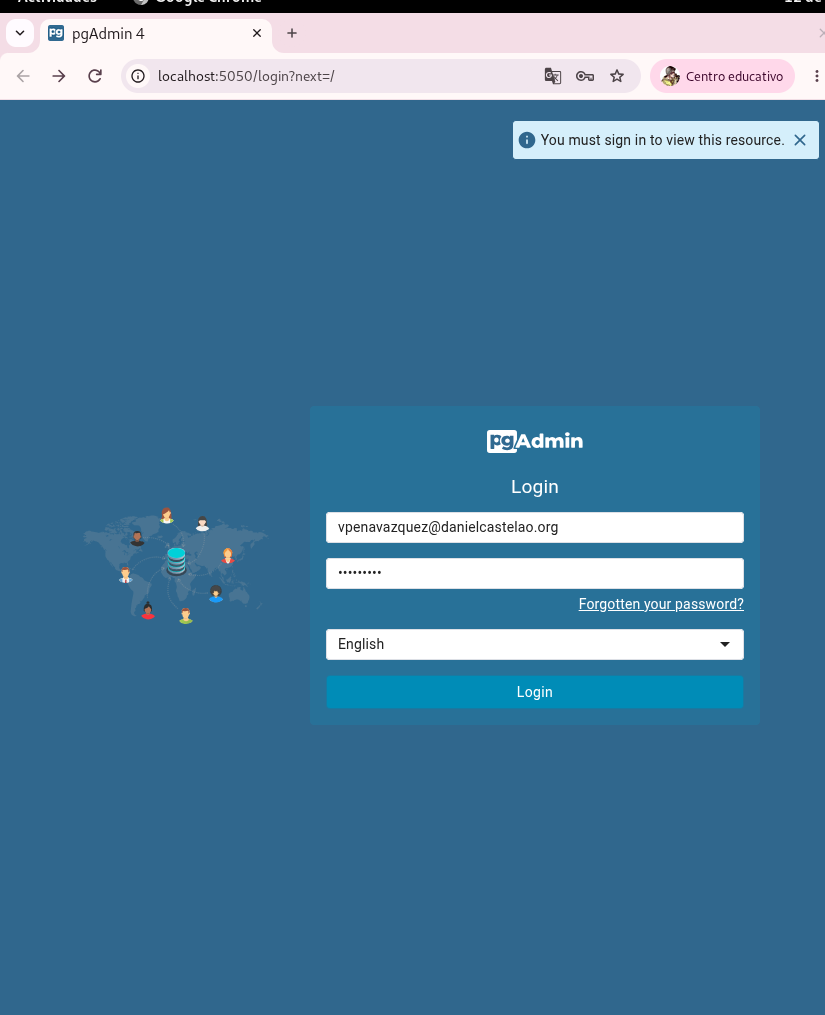 pgAdmin 4
localhost:5050/login?next=/
Centro educativo
You must sign in to view this resource.
pgAdmin
Login
vpenavazquez@danielcastelao.org
•••••••••
Forgotten your password?
English
Login